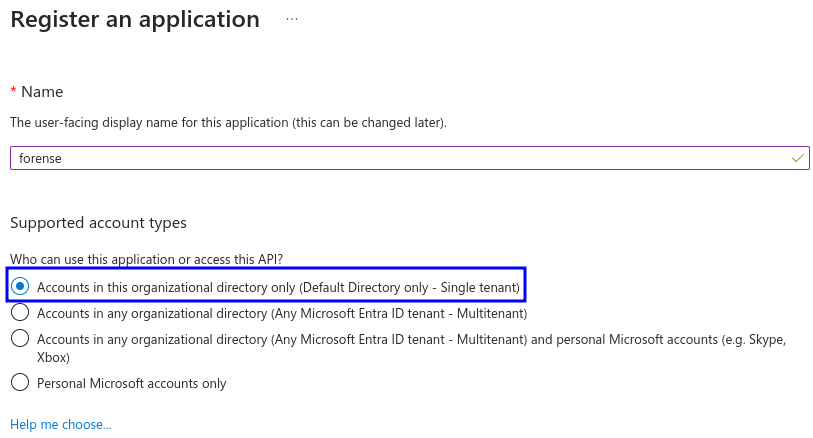 Register an application ...
* Name
The user-facing display name for this application (this can be changed later).
forense
Supported account types
Who can use this application or access this API?
Accounts in this organizational directory only (Default Directory only - Single tenant)
Accounts in any organizational directory (Any Microsoft Entra ID tenant - Multitenant)
Accounts in any organizational directory (Any Microsoft Entra ID tenant - Multitenant) and personal Microsoft accounts (e.g. Skype,
Xbox)
Personal Microsoft accounts only
Help me choose...